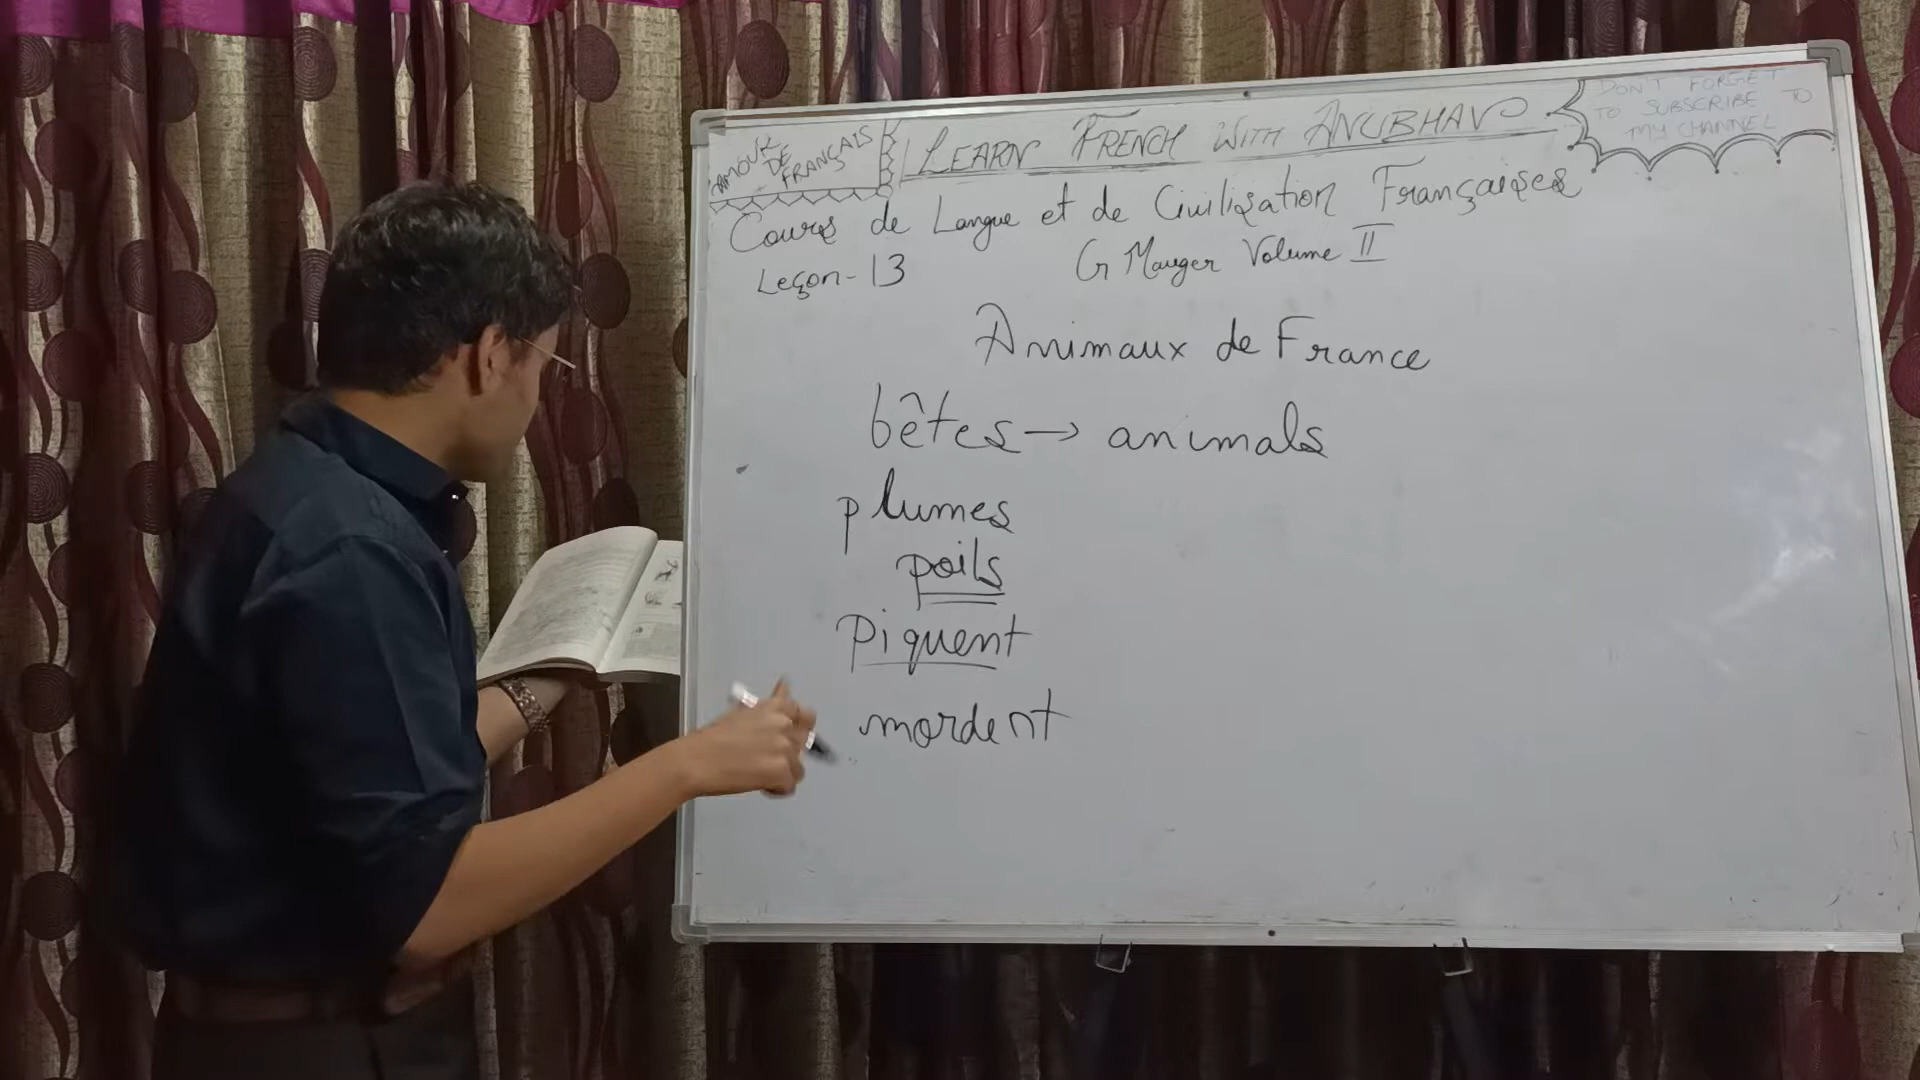 AMOUR
DE
FRANÇAIS
LEARN FRENCH WITH ANUBHAV
DON'T FORGET
TO SUBSCRIBE TO
MY CHANNEL
Cours de Langue et de Civilisation Françaises
Leçon-13
G Mauger Volume II
Animaux de France
bêtes → animals
plumes
poils
Piquent
mordent